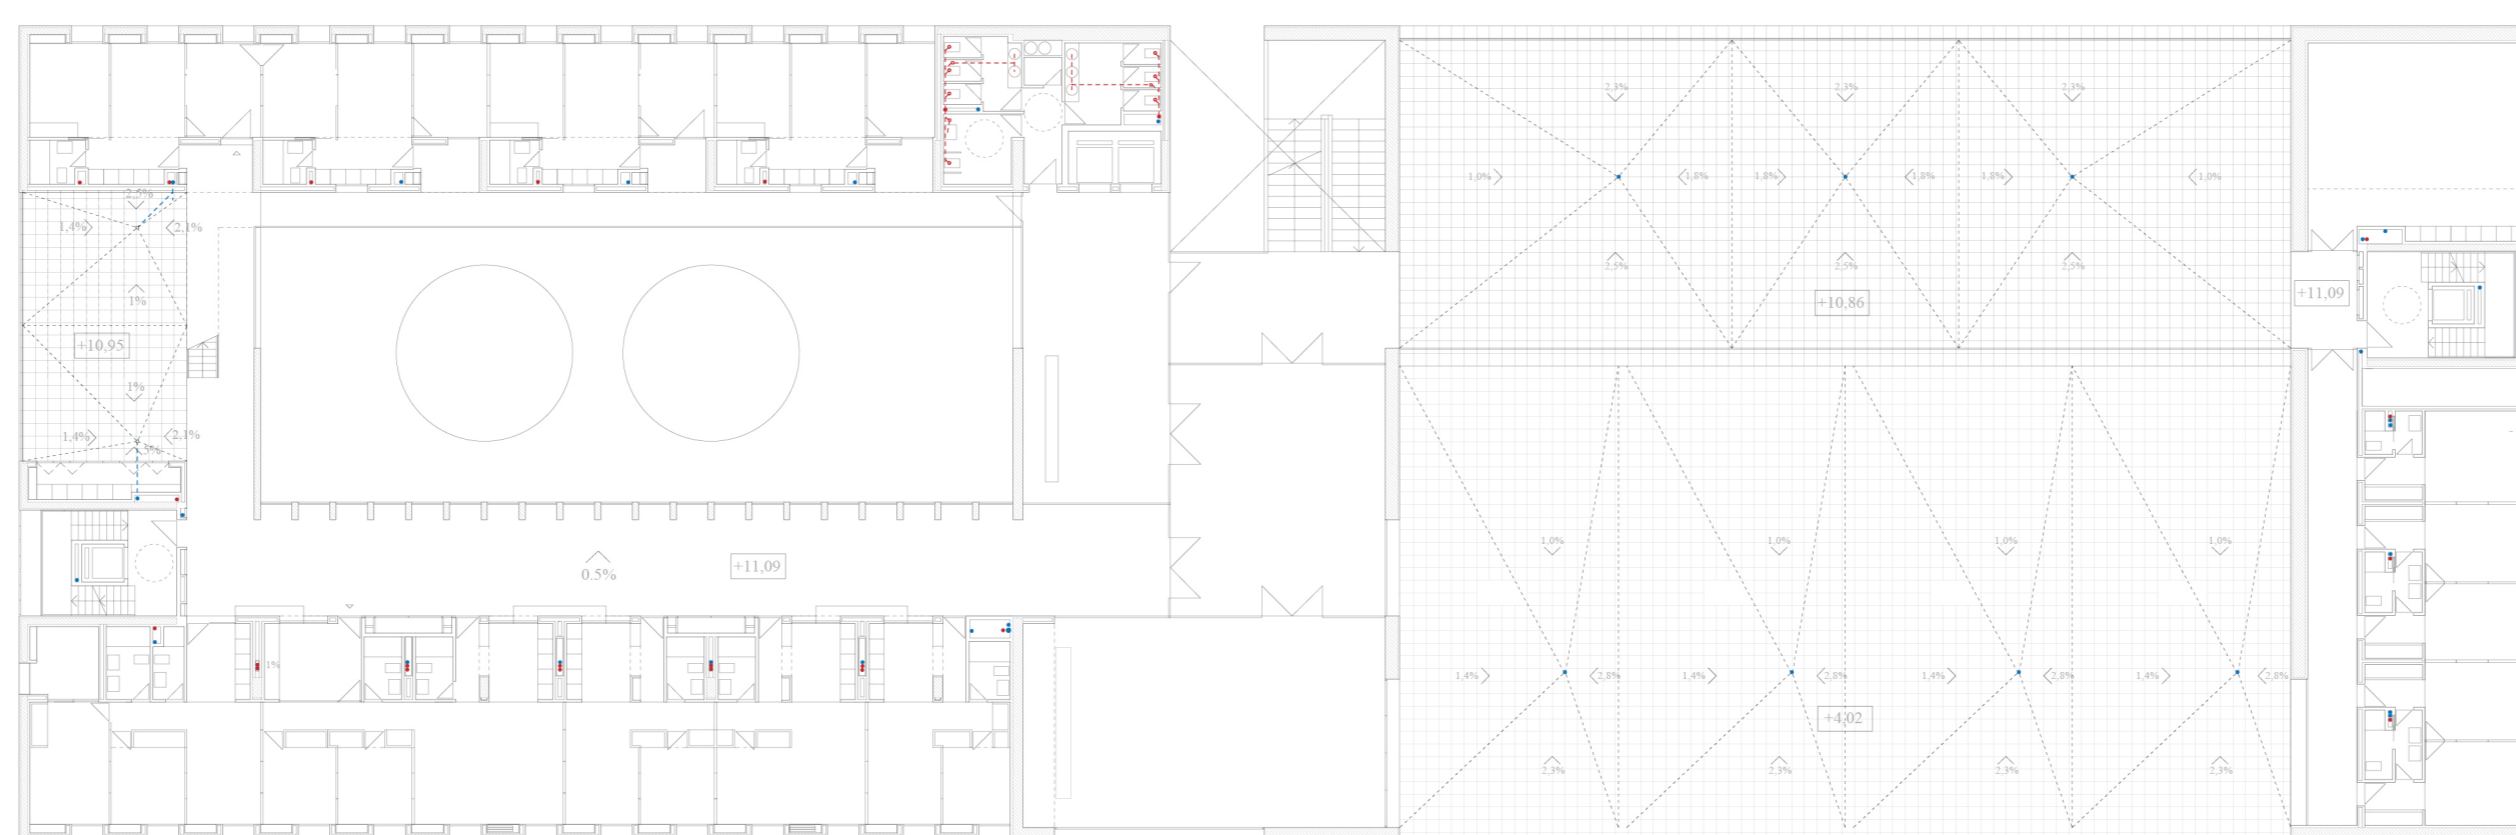 2,3% 2,3% 2,3%
1,0% 1,8% 1,8% 1,8% 1,8% 1,0%
2,5%
1,4% 2,1%
2,5% 2,5% 2,5%
1%
+10,86 +11,09
+10,95
1%
1,4% 2,1%
1,0% 1,0% 1,0% 1,0%
0.5% +11,09
1%
1,4% 2,8% 1,4% 2,8% 1,4% 2,8% 1,4% 2,8%
+4,02
2,3% 2,3% 2,3% 2,3%